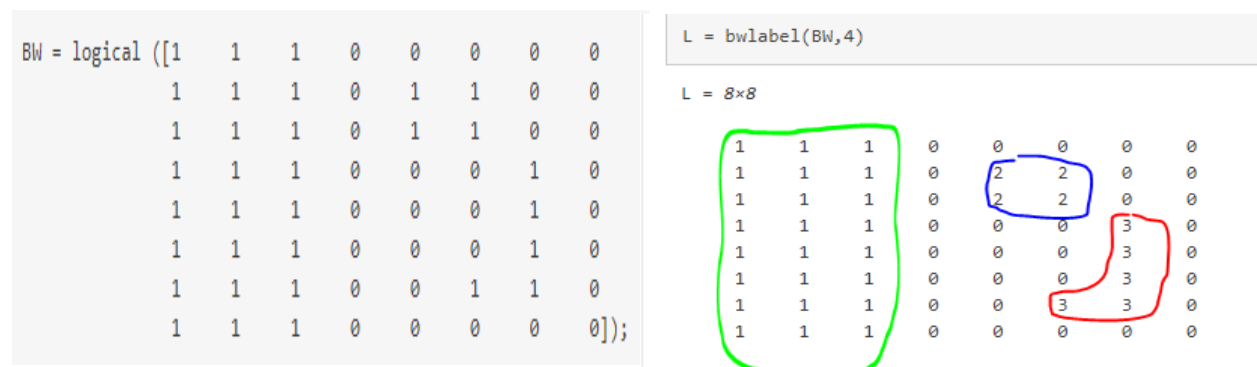 BW = logical ([1 1 1 0 0 0 0 0
1 1 1 0 1 1 0 0
1 1 1 0 1 1 0 0
1 1 1 0 0 0 1 0
1 1 1 0 0 0 1 0
1 1 1 0 0 0 1 0
1 1 1 0 0 1 1 0
1 1 1 0 0 0 0 0]);
L = bwlabel(BW,4)
L = 8×8
1 1 1 0 0 0 0 0
1 1 1 0 2 2 0 0
1 1 1 0 2 2 0 0
1 1 1 0 0 0 3 0
1 1 1 0 0 0 3 0
1 1 1 0 0 0 3 0
1 1 1 0 0 3 3 0
1 1 1 0 0 0 0 0